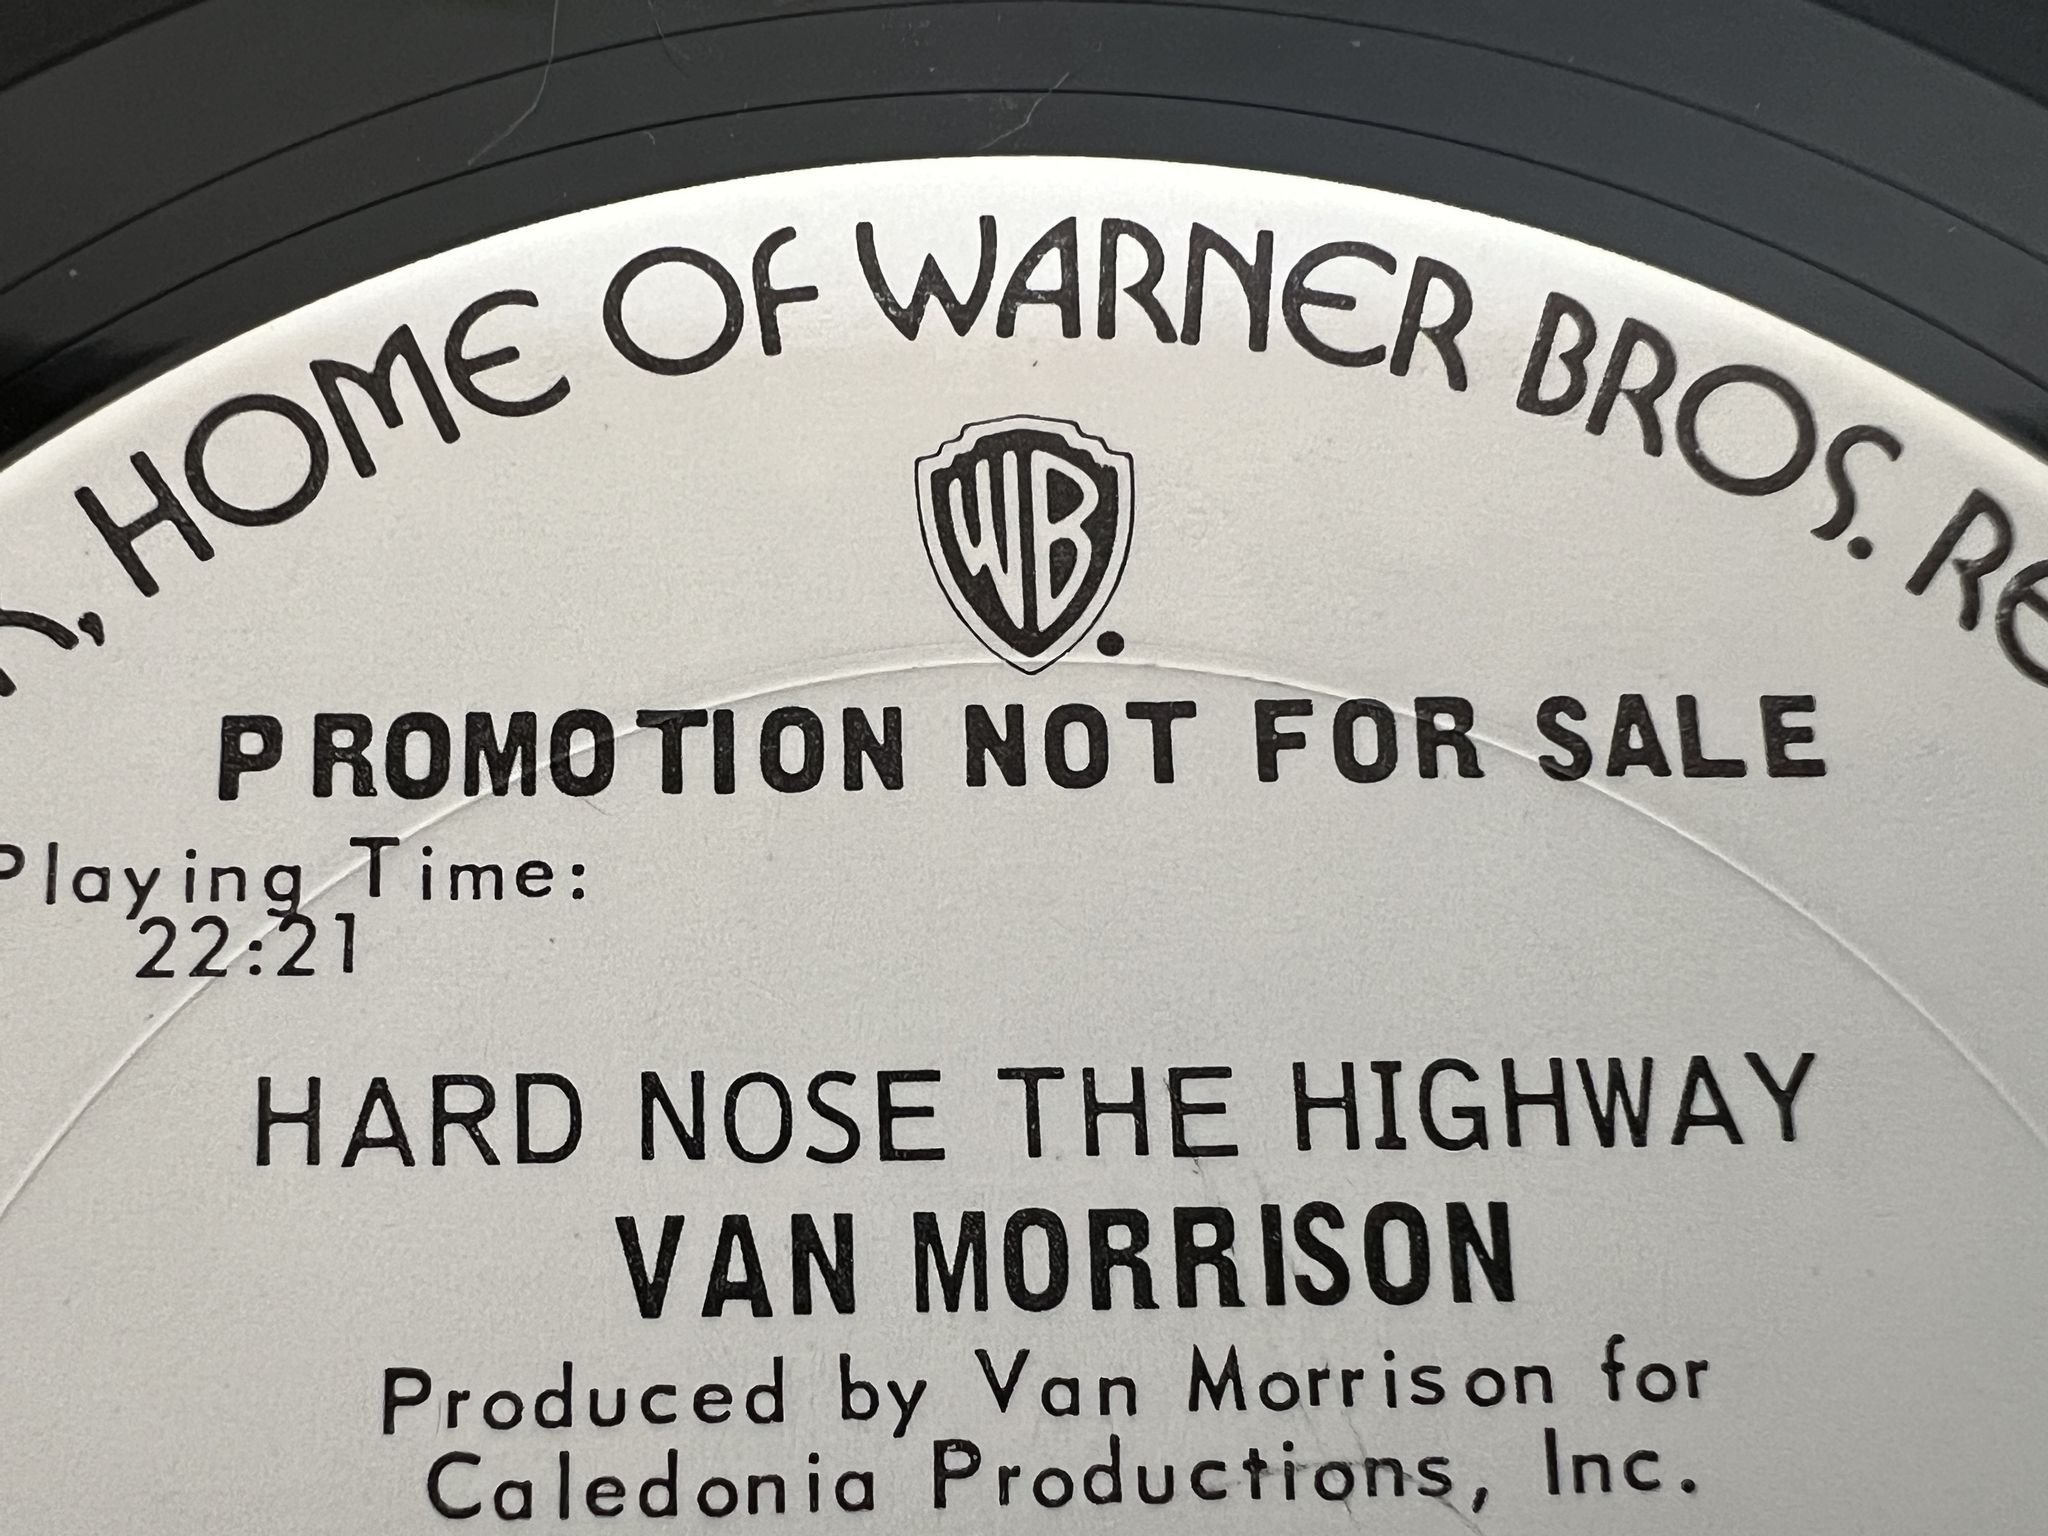 , HOME OF WARNER BROS.
WB
PROMOTION NOT FOR SALE
Playing Time:
22:21
HARD NOSE THE HIGHWAY
VAN MORRISON
Produced by Van Morrison for
Caledonia Productions, Inc.